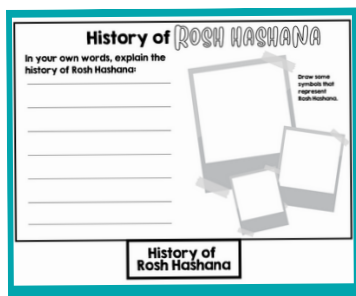 History of ROSH HASHANA
In your own words, explain the
history of Rosh Hashana:
Draw some
symbols that
represent
Rosh Hashana.
History of
Rosh Hashana